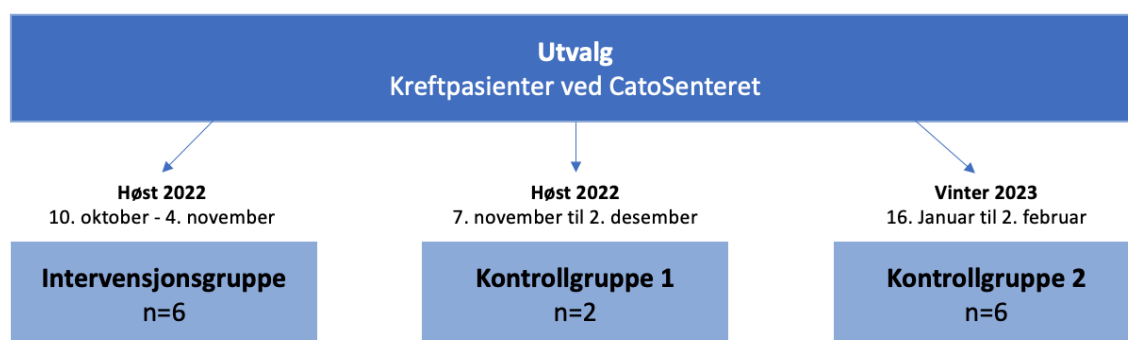 Utvalg
Kreftpasienter ved CatoSenteret
Høst 2022
10. oktober - 4. november
Intervensjonsgruppe
n=6
Høst 2022
7. november til 2. desember
Kontrollgruppe 1
n=2
Vinter 2023
16. Januar til 2. februar
Kontrollgruppe 2
n=6